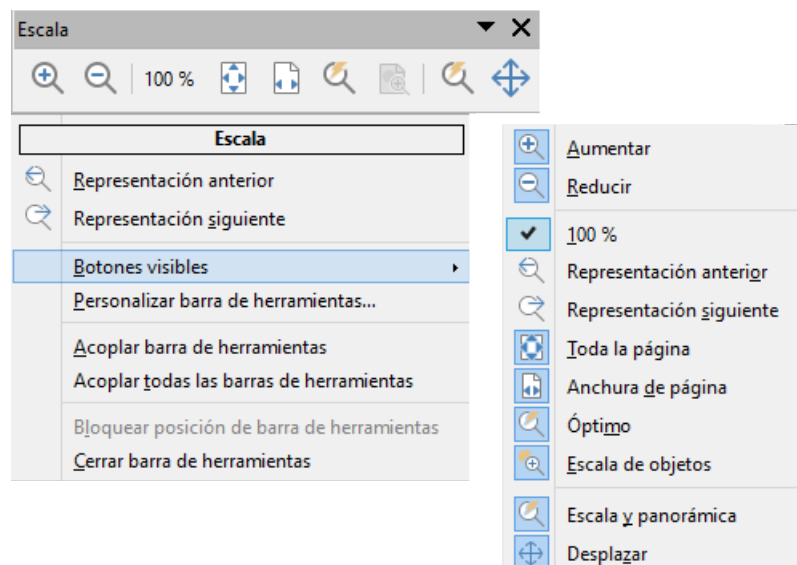 Escala
100 %
Escala
Representación anterior
Representación siguiente
Botones visibles
Personalizar barra de herramientas...
Acoplar barra de herramientas
Acoplar todas las barras de herramientas
Bloquear posición de barra de herramientas
Cerrar barra de herramientas
Aumentar
Reducir
100 %
Representación anterior
Representación siguiente
Toda la página
Anchura de página
Óptimo
Escala de objetos
Escala y panorámica
Desplazar